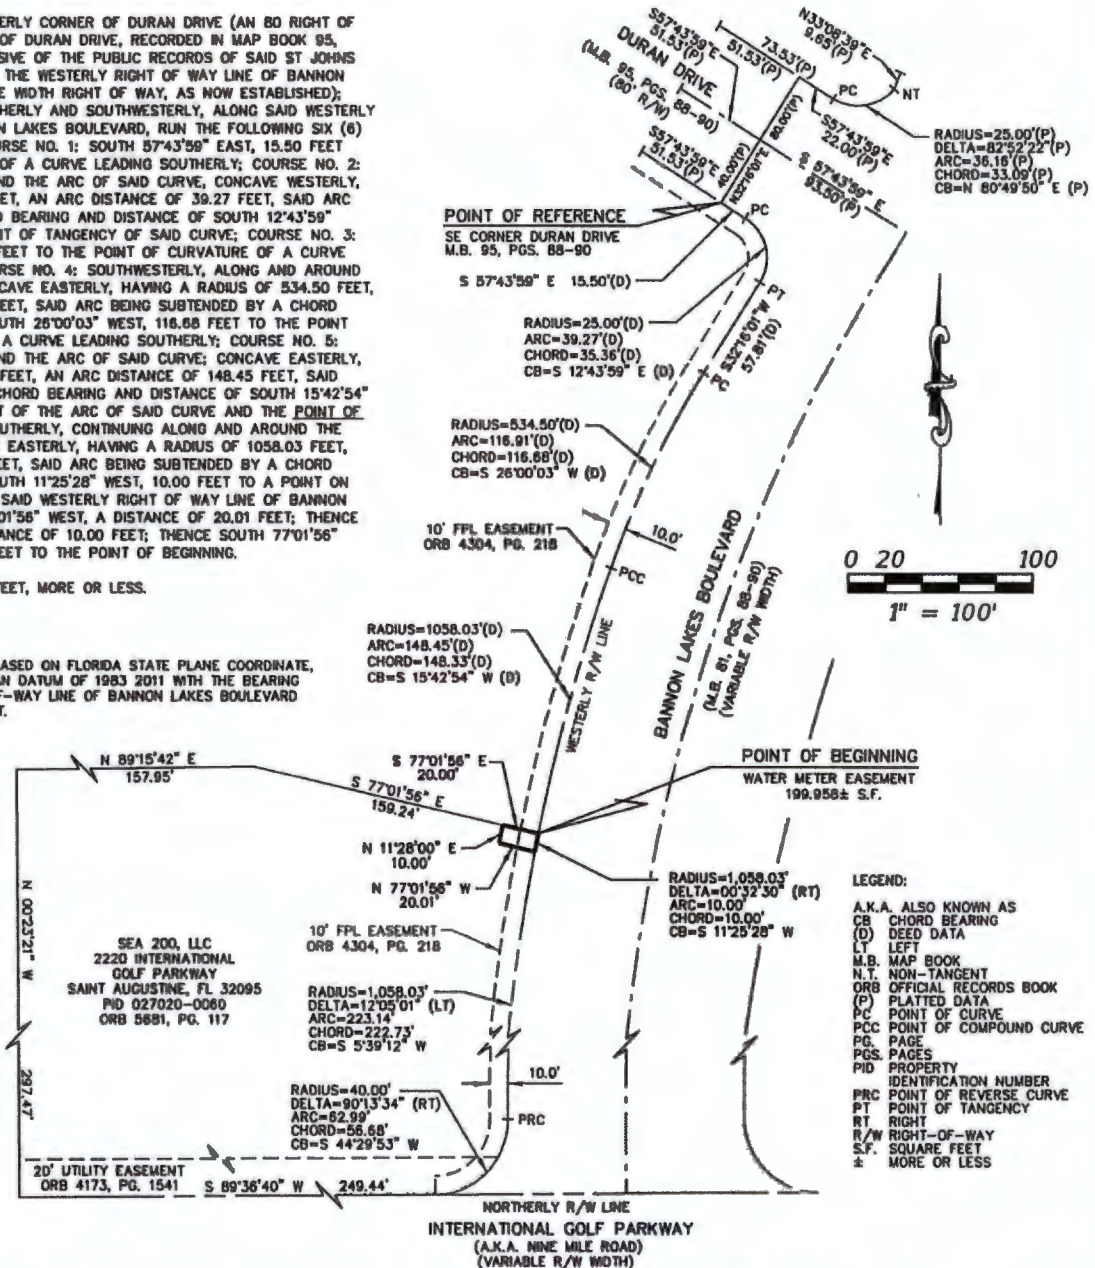 ERLY CORNER OF DURAN DRIVE (AN 80 RIGHT OF
OF DURAN DRIVE, RECORDED IN MAP BOOK 95,
SIVE OF THE PUBLIC RECORDS OF SAID ST JOHNS
THE WESTERLY RIGHT OF WAY LINE OF BANNON
E WIDTH RIGHT OF WAY, AS NOW ESTABLISHED);
HERLY AND SOUTHWESTERLY, ALONG SAID WESTERLY
N LAKES BOULEVARD, RUN THE FOLLOWING SIX (6)
URSE NO. 1: SOUTH 57°43'59" EAST, 15.50 FEET
OF A CURVE LEADING SOUTHERLY; COURSE NO. 2:
ND THE ARC OF SAID CURVE, CONCAVE WESTERLY,
EET, AN ARC DISTANCE OF 39.27 FEET, SAID ARC
D BEARING AND DISTANCE OF SOUTH 12°43'59"
NT OF TANGENCY OF SAID CURVE; COURSE NO. 3:
FEET TO THE POINT OF CURVATURE OF A CURVE
RSE NO. 4: SOUTHWESTERLY, ALONG AND AROUND
CAVE EASTERLY, HAVING A RADIUS OF 534.50 FEET,
EET, SAID ARC BEING SUBTENDED BY A CHORD
UTH 26°00'03" WEST, 116.68 FEET TO THE POINT
A CURVE LEADING SOUTHERLY; COURSE NO. 5:
ND THE ARC OF SAID CURVE; CONCAVE EASTERLY,
FEET, AN ARC DISTANCE OF 148.45 FEET, SAID
CHORD BEARING AND DISTANCE OF SOUTH 15°42'54"
T OF THE ARC OF SAID CURVE AND THE POINT OF
UTHERLY, CONTINUING ALONG AND AROUND THE
EASTERLY, HAVING A RADIUS OF 1058.03 FEET,
EET, SAID ARC BEING SUBTENDED BY A CHORD
UTH 11°25'28" WEST, 10.00 FEET TO A POINT ON
SAID WESTERLY RIGHT OF WAY LINE OF BANNON
01'56" WEST, A DISTANCE OF 20.01 FEET; THENCE
ANCE OF 10.00 FEET; THENCE SOUTH 77°01'56"
EET TO THE POINT OF BEGINNING.
FEET, MORE OR LESS.
ASED ON FLORIDA STATE PLANE COORDINATE,
AN DATUM OF 1983 2011 WITH THE BEARING
F-WAY LINE OF BANNON LAKES BOULEVARD
T.
S57°43'59"E
51.53'(P)
DURAN DRIVE
(M.B. 95, PGS. 88-90)
(80' R/W)
73.53'(P)
51.53'(P)
N33°08'39"E
9.65'(P)
PC
NT
S57°43'59"E
22.00'(P)
RADIUS=25.00'(P)
DELTA=82°52'22"(P)
ARC=36.16'(P)
CHORD=33.09'(P)
CB=N 80°49'50" E (P)
80.00'(P)
40.00'(P)
N32°16'01"E
S57°43'59"E
51.53'(P)
S 57°43'59" E
93.50'(P)
POINT OF REFERENCE
SE CORNER DURAN DRIVE
M.B. 95, PGS. 88-90
PC
S 57°43'59" E 15.50'(D)
PT
RADIUS=25.00'(D)
ARC=39.27'(D)
CHORD=35.36'(D)
CB=S 12°43'59" E (D)
S32°16'01"W
57.81'(D)
PC
RADIUS=534.50'(D)
ARC=116.91'(D)
CHORD=116.68'(D)
CB=S 26°00'03" W (D)
10' FPL EASEMENT
ORB 4304, PG. 218
10.0'
PCC
0 20 100
1" = 100'
RADIUS=1058.03'(D)
ARC=148.45'(D)
CHORD=148.33'(D)
CB=S 15°42'54" W (D)
WESTERLY R/W LINE
BANNON LAKES BOULEVARD
(M.B. 81, PGS. 88-90)
(VARIABLE R/W WIDTH)
N 89°15'42" E
157.95'
S 77°01'56" E
20.00'
S 77°01'56" E
159.24'
POINT OF BEGINNING
WATER METER EASEMENT
199.958± S.F.
N 11°28'00" E
10.00'
N 77°01'56" W
20.01'
RADIUS=1,058.03'
DELTA=00°32'30" (RT)
ARC=10.00'
CHORD=10.00'
CB=S 11°25'28" W
10' FPL EASEMENT
ORB 4304, PG. 218
N 00°23'21" W
297.47'
SEA 200, LLC
2220 INTERNATIONAL
GOLF PARKWAY
SAINT AUGUSTINE, FL 32095
PID 027020-0060
ORB 5681, PG. 117
RADIUS=1,058.03'
DELTA=12°05'01" (LT)
ARC=223.14'
CHORD=222.73'
CB=S 5°39'12" W
10.0'
PRC
RADIUS=40.00'
DELTA=90°13'34" (RT)
ARC=62.99'
CHORD=56.68'
CB=S 44°29'53" W
20' UTILITY EASEMENT
ORB 4173, PG. 1541
S 89°36'40" W 249.44'
NORTHERLY R/W LINE
INTERNATIONAL GOLF PARKWAY
(A.K.A. NINE MILE ROAD)
(VARIABLE R/W WIDTH)
LEGEND:
A.K.A. ALSO KNOWN AS
CB CHORD BEARING
(D) DEED DATA
LT LEFT
M.B. MAP BOOK
N.T. NON-TANGENT
ORB OFFICIAL RECORDS BOOK
(P) PLATTED DATA
PC POINT OF CURVE
PCC POINT OF COMPOUND CURVE
PG. PAGE
PGS. PAGES
PID PROPERTY
IDENTIFICATION NUMBER
PRC POINT OF REVERSE CURVE
PT POINT OF TANGENCY
RT RIGHT
R/W RIGHT-OF-WAY
S.F. SQUARE FEET
± MORE OR LESS